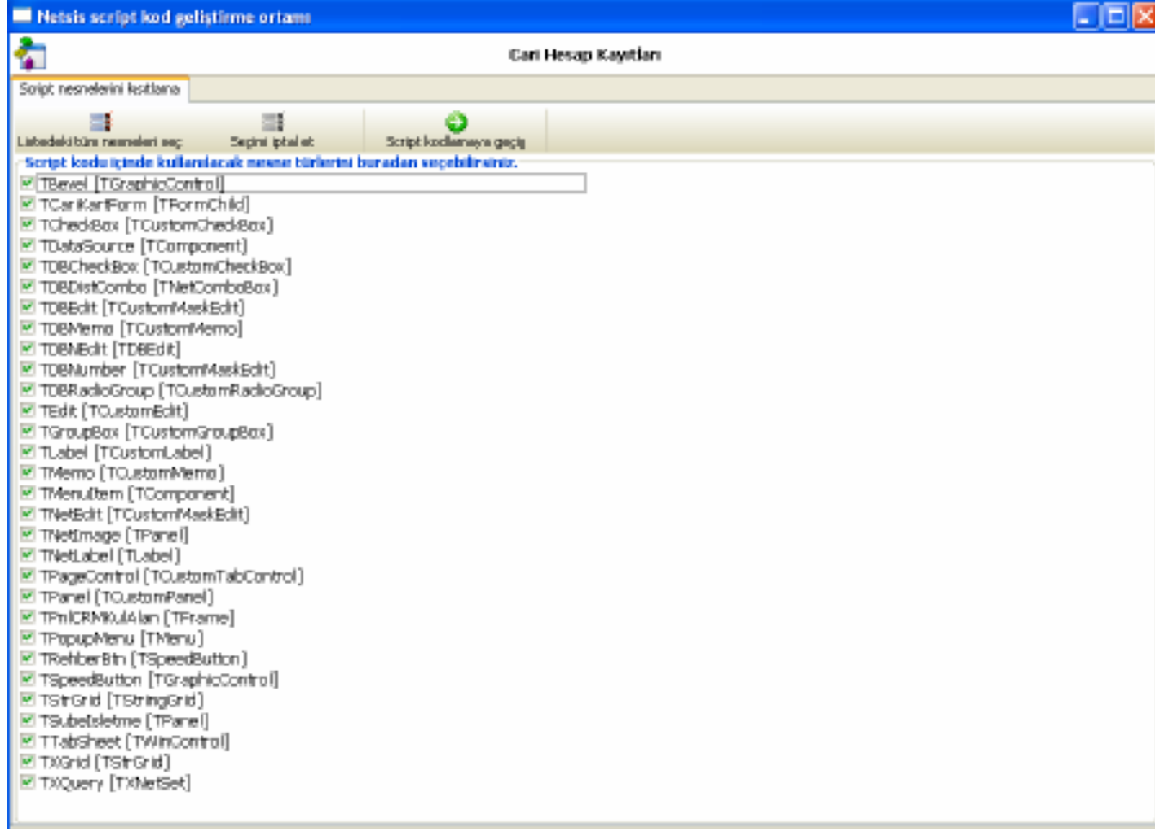 Netsis script kod geliştirme ortamı
Cari Hesap Kayıtları
Script nesnelerini kısıtlama
Listedeki tüm nesneleri seç
Seçimi iptal et
Script kodlamaya geçiş
Script kodu içinde kullanılacak nesne türlerini buradan seçebilirsiniz.
TBevel [TGraphicControl]
TCariKartForm [TFormChild]
TCheckBox [TCustomCheckBox]
TDataSource [TComponent]
TDBCheckBox [TCustomCheckBox]
TDBDistCombo [TNetComboBox]
TDBEdit [TCustomMaskEdit]
TDBMemo [TCustomMemo]
TDBNEdit [TDBEdit]
TDBNumber [TCustomMaskEdit]
TDBRadioGroup [TCustomRadioGroup]
TEdit [TCustomEdit]
TGroupBox [TCustomGroupBox]
TLabel [TCustomLabel]
TMemo [TCustomMemo]
TMenuItem [TComponent]
TNetEdit [TCustomMaskEdit]
TNetImage [TPanel]
TNetLabel [TLabel]
TPageControl [TCustomTabControl]
TPanel [TCustomPanel]
TPnlCRMKulAlan [TFrame]
TPopupMenu [TMenu]
TRehberBtn [TSpeedButton]
TSpeedButton [TGraphicControl]
TStrGrid [TStringGrid]
TSubeIsletme [TPanel]
TTabSheet [TWinControl]
TXGrid [TStrGrid]
TXQuery [TXNetSet]